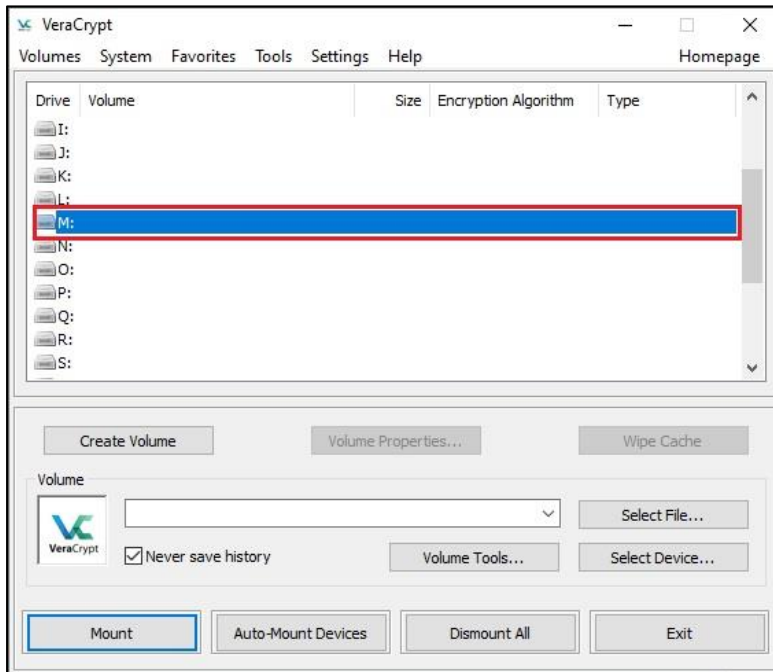 VeraCrypt
Volumes System Favorites Tools Settings Help Homepage
Drive Volume Size Encryption Algorithm Type
I:
J:
K:
L:
M:
N:
O:
P:
Q:
R:
S:
Create Volume Volume Properties... Wipe Cache
Volume
Select File...
VeraCrypt
Never save history Volume Tools... Select Device...
Mount Auto-Mount Devices Dismount All Exit